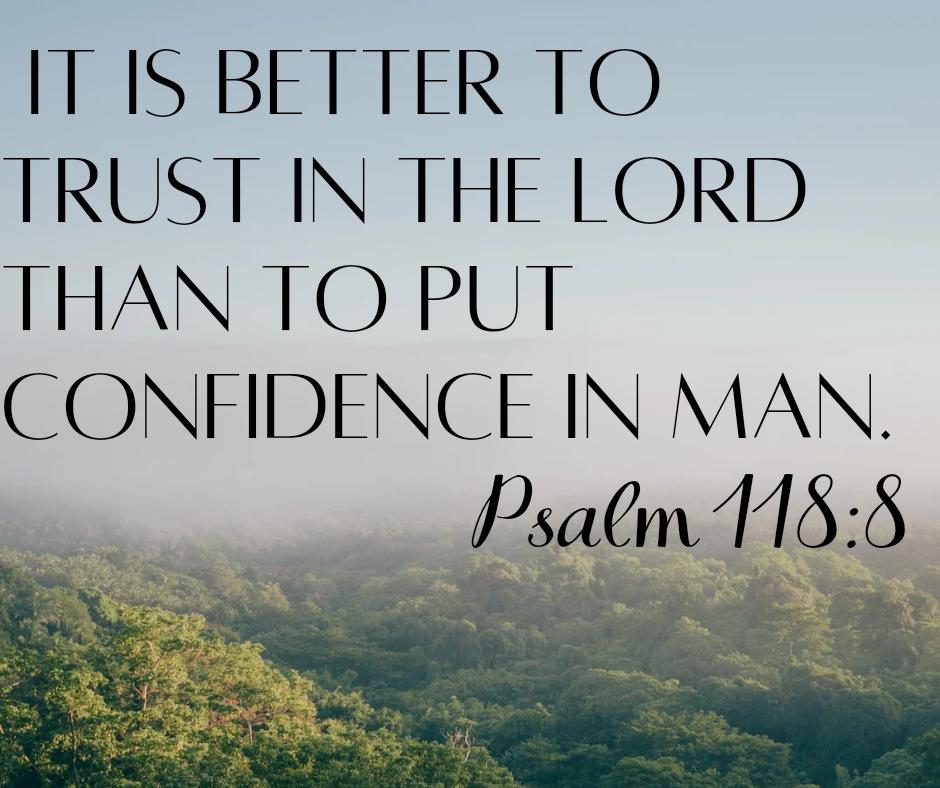 IT IS BETTER TO
TRUST IN THE LORD
THAN TO PUT
CONFIDENCE IN MAN.
Psalm 118:8